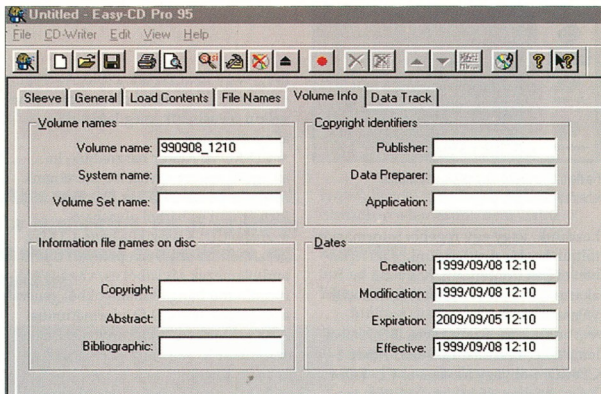 Untitled - Easy-CD Pro 95
File CD-Writer Edit View Help
Sleeve General Load Contents File Names Volume Info Data Track
Volume names
Volume name: 990908_1210
System name:
Volume Set name:
Copyright identifiers
Publisher:
Data Preparer:
Application:
Information file names on disc
Copyright:
Abstract:
Bibliographic:
Dates
Creation: 1999/09/08 12:10
Modification: 1999/09/08 12:10
Expiration: 2009/09/05 12:10
Effective: 1999/09/08 12:10